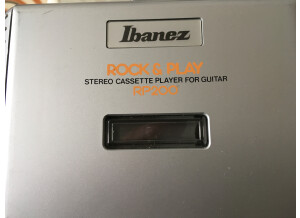 Ibanez
ROCK & PLAY
STEREO CASSETTE PLAYER FOR GUITAR
RP200